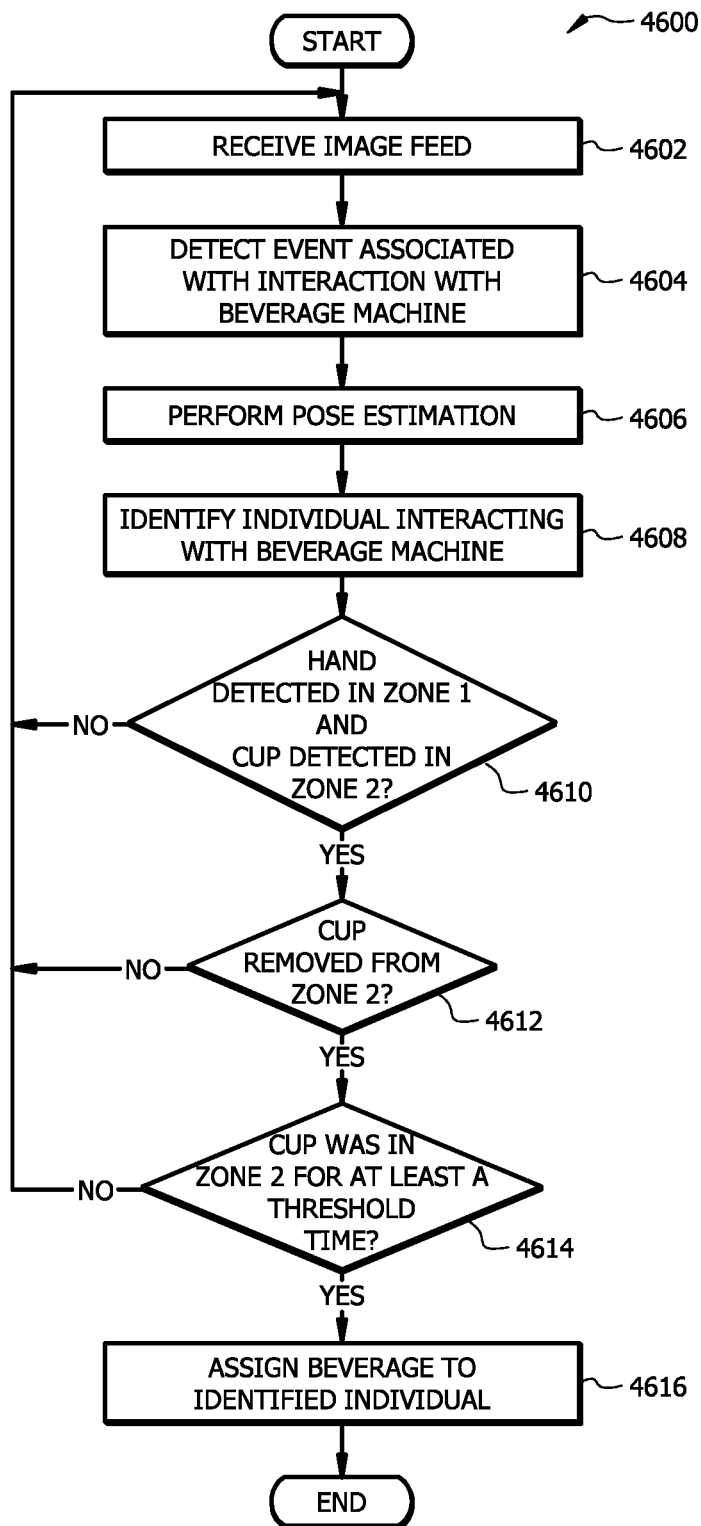 4600
START
RECEIVE IMAGE FEED
4602
DETECT EVENT ASSOCIATED
WITH INTERACTION WITH
BEVERAGE MACHINE
4604
PERFORM POSE ESTIMATION
4606
IDENTIFY INDIVIDUAL INTERACTING
WITH BEVERAGE MACHINE
4608
HAND
DETECTED IN ZONE 1
AND
CUP DETECTED IN
ZONE 2?
NO
4610
YES
CUP
REMOVED FROM
ZONE 2?
NO
4612
YES
CUP WAS IN
ZONE 2 FOR AT LEAST A
THRESHOLD
TIME?
NO
4614
YES
ASSIGN BEVERAGE TO
IDENTIFIED INDIVIDUAL
4616
END